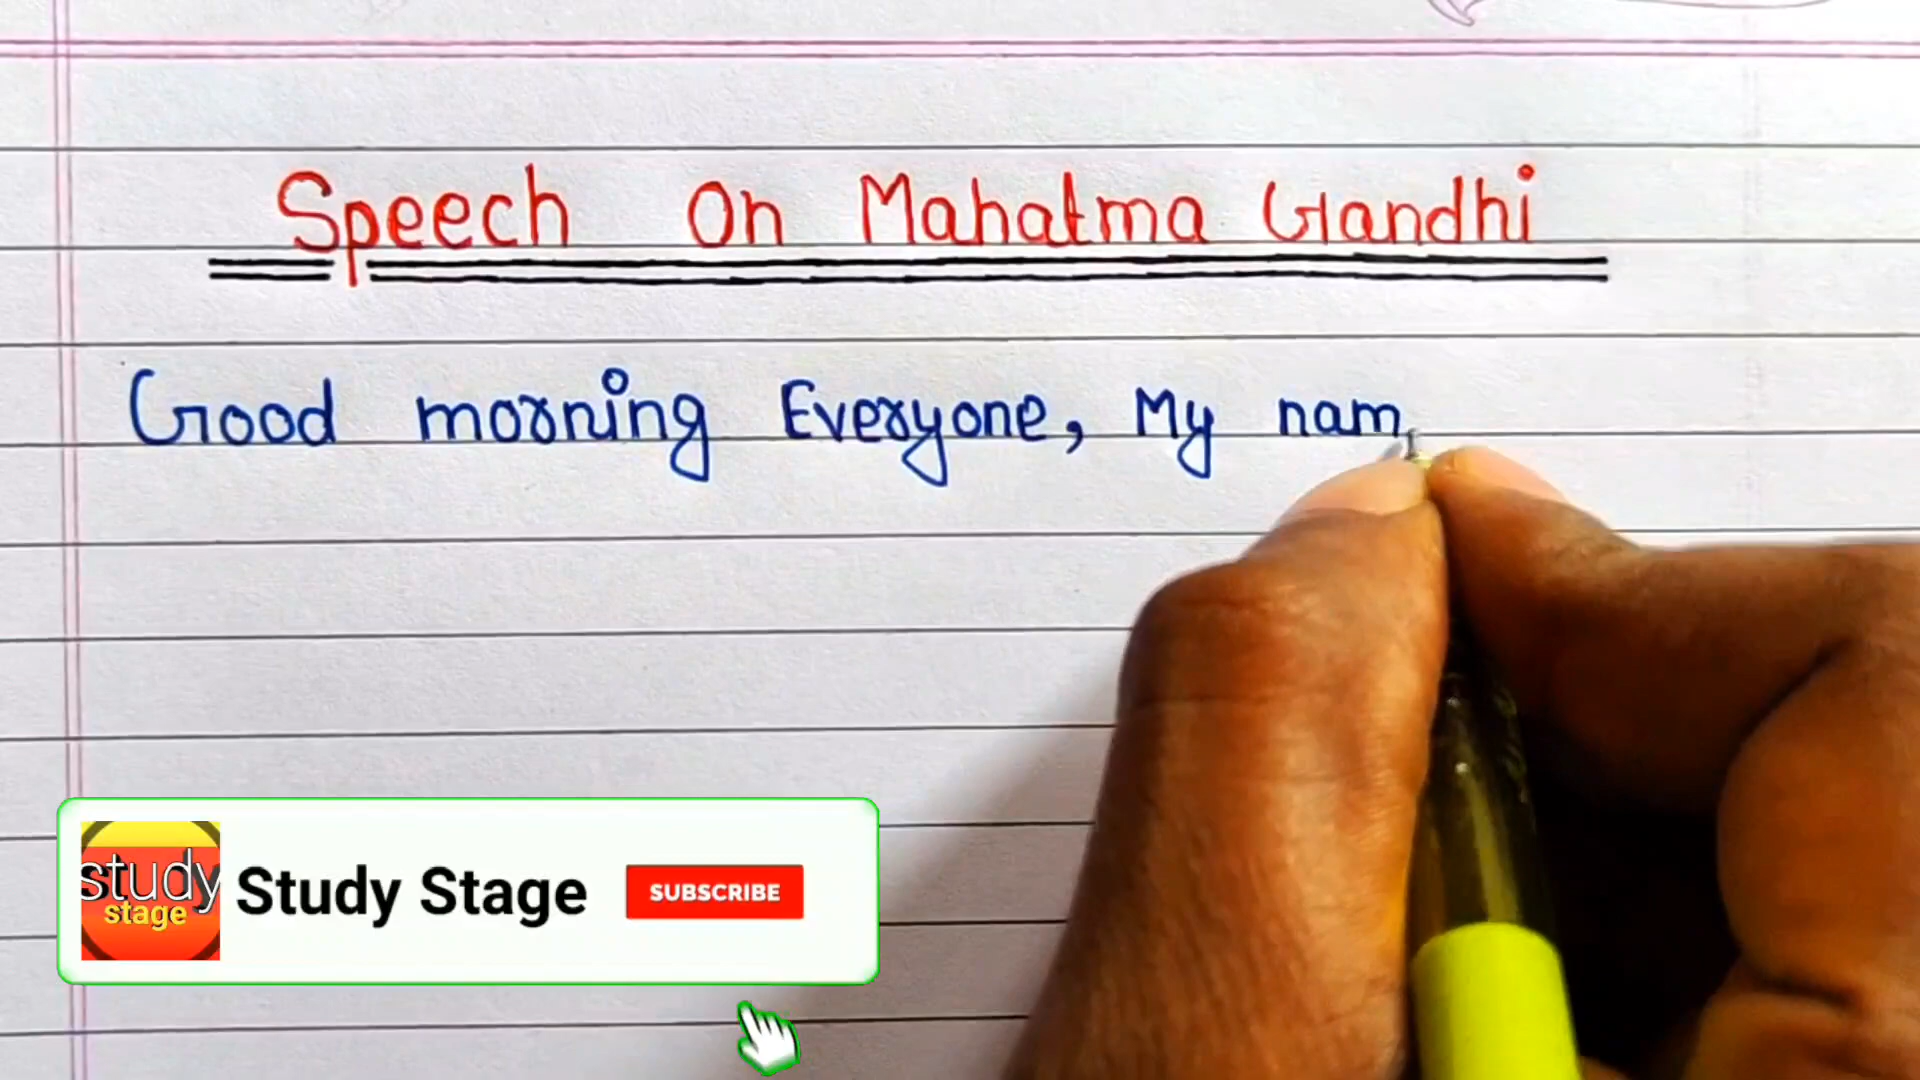 Speech On Mahatma Gandhi
Good morning Everyone, My nam
study
stage
Study Stage
SUBSCRIBE